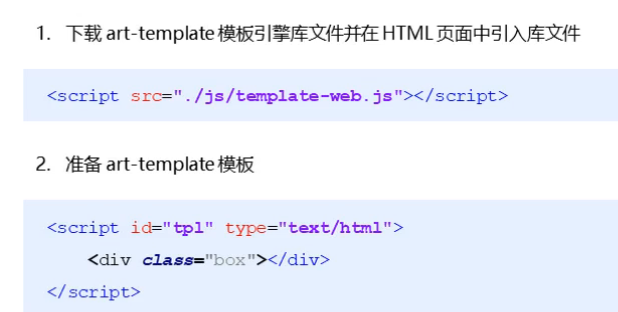 1. 下载 art-template 模板引擎库文件并在 HTML 页面中引入库文件
<script src="./js/template-web.js"></script>
2. 准备 art-template 模板
<script id="tpl" type="text/html">
    <div class="box"></div>
</script>